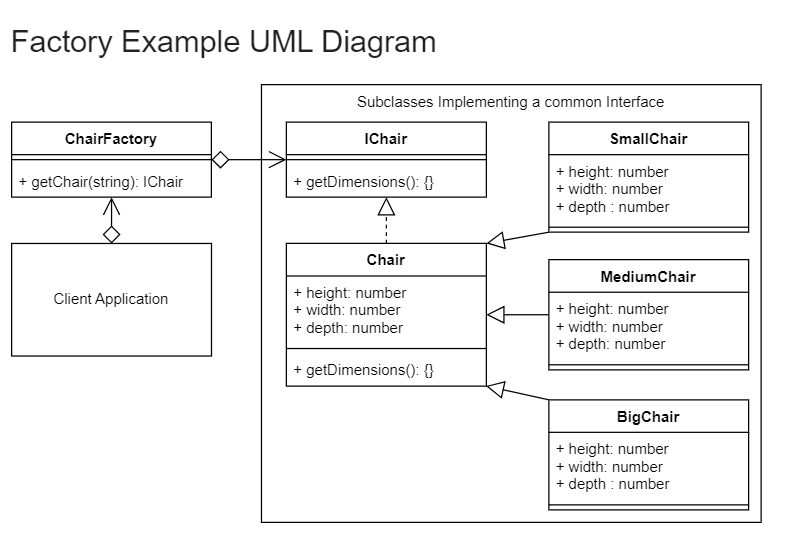 Factory Example UML Diagram
Subclasses Implementing a common Interface
ChairFactory
+ getChair(string): IChair
Client Application
IChair
+ getDimensions(): {}
Chair
+ height: number
+ width: number
+ depth: number
+ getDimensions(): {}
SmallChair
+ height: number
+ width: number
+ depth : number
MediumChair
+ height: number
+ width: number
+ depth: number
BigChair
+ height: number
+ width: number
+ depth : number